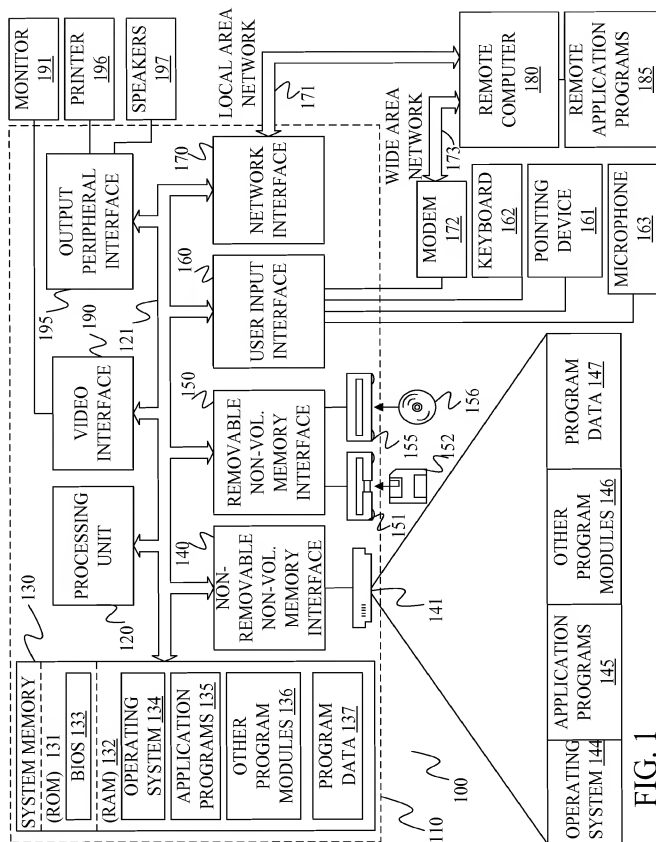 SYSTEM MEMORY
(ROM) 131
BIOS 133
(RAM) 132
OPERATING
SYSTEM 134
APPLICATION
PROGRAMS 135
OTHER
PROGRAM
MODULES 136
PROGRAM
DATA 137
130
PROCESSING
UNIT
120
VIDEO
INTERFACE
190
121
OUTPUT
PERIPHERAL
INTERFACE
195
MONITOR
191
PRINTER
196
SPEAKERS
197
NON-
REMOVABLE
NON-VOL.
MEMORY
INTERFACE
140
REMOVABLE
NON-VOL.
MEMORY
INTERFACE
150
USER INPUT
INTERFACE
160
NETWORK
INTERFACE
170
LOCAL AREA
NETWORK
171
141
151
152
155
156
WIDE AREA
NETWORK
173
MODEM
172
KEYBOARD
162
POINTING
DEVICE
161
MICROPHONE
163
REMOTE
COMPUTER
180
REMOTE
APPLICATION
PROGRAMS
185
110
100
OPERATING
SYSTEM 144
APPLICATION
PROGRAMS
145
OTHER
PROGRAM
MODULES 146
PROGRAM
DATA 147
FIG. 1